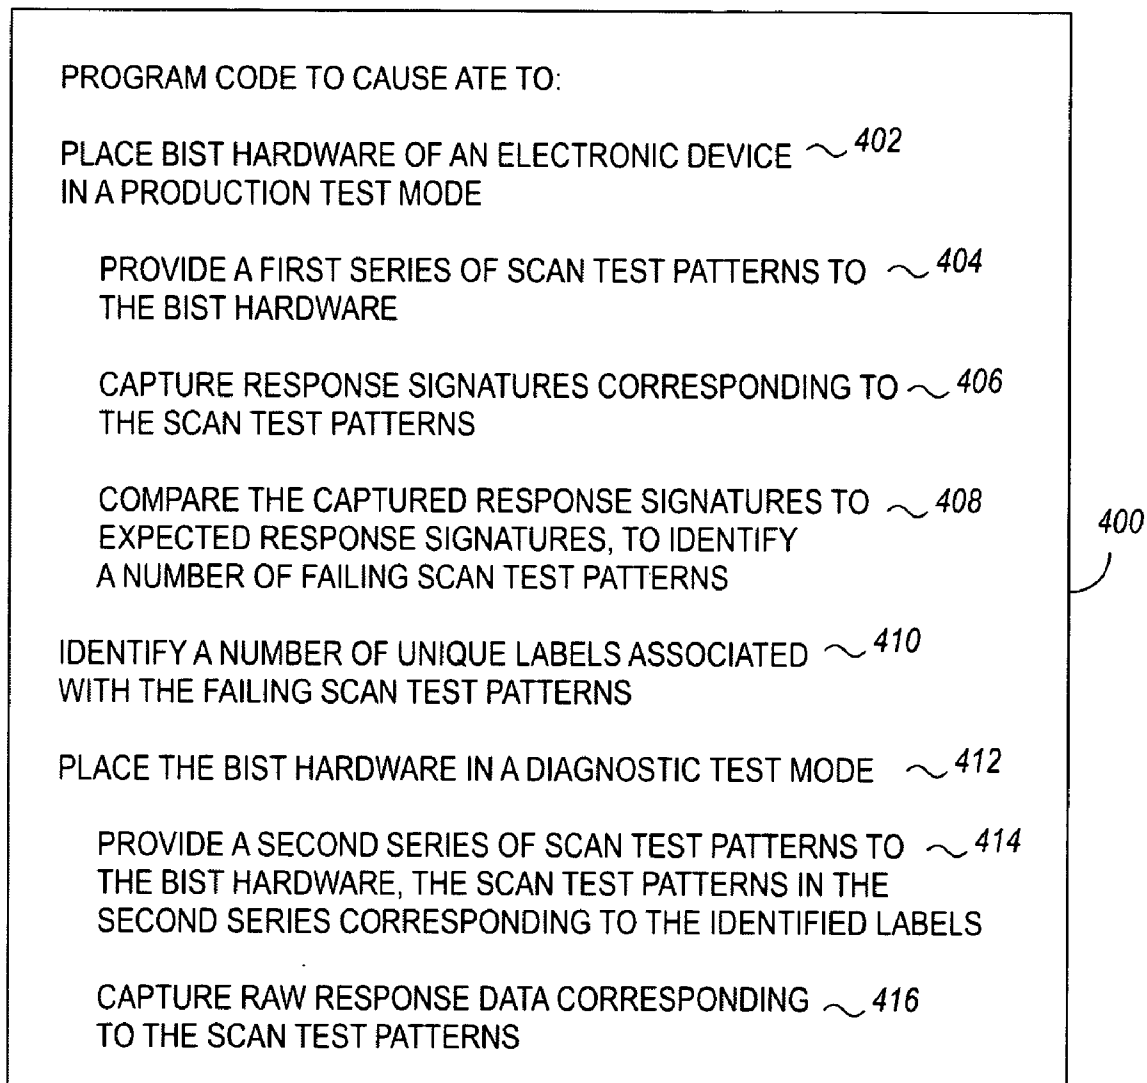 PROGRAM CODE TO CAUSE ATE TO:
PLACE BIST HARDWARE OF AN ELECTRONIC DEVICE 402
IN A PRODUCTION TEST MODE
PROVIDE A FIRST SERIES OF SCAN TEST PATTERNS TO 404
THE BIST HARDWARE
CAPTURE RESPONSE SIGNATURES CORRESPONDING TO 406
THE SCAN TEST PATTERNS
COMPARE THE CAPTURED RESPONSE SIGNATURES TO 408
EXPECTED RESPONSE SIGNATURES, TO IDENTIFY
A NUMBER OF FAILING SCAN TEST PATTERNS
400
IDENTIFY A NUMBER OF UNIQUE LABELS ASSOCIATED 410
WITH THE FAILING SCAN TEST PATTERNS
PLACE THE BIST HARDWARE IN A DIAGNOSTIC TEST MODE 412
PROVIDE A SECOND SERIES OF SCAN TEST PATTERNS TO 414
THE BIST HARDWARE, THE SCAN TEST PATTERNS IN THE
SECOND SERIES CORRESPONDING TO THE IDENTIFIED LABELS
CAPTURE RAW RESPONSE DATA CORRESPONDING 416
TO THE SCAN TEST PATTERNS